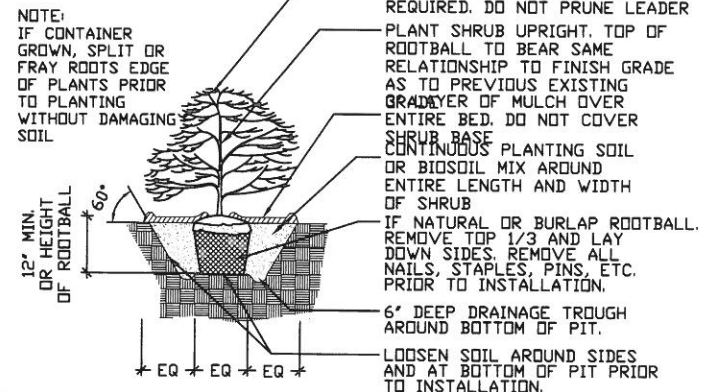 NOTE:
IF CONTAINER
GROWN, SPLIT OR
FRAY ROOTS EDGE
OF PLANTS PRIOR
TO PLANTING
WITHOUT DAMAGING
SOIL
REQUIRED. DO NOT PRUNE LEADER
PLANT SHRUB UPRIGHT. TOP OF
ROOTBALL TO BEAR SAME
RELATIONSHIP TO FINISH GRADE
AS TO PREVIOUS EXISTING
GRADE
LAYER OF MULCH OVER
ENTIRE BED. DO NOT COVER
SHRUB BASE
CONTINUOUS PLANTING SOIL
OR BIOSOIL MIX AROUND
ENTIRE LENGTH AND WIDTH
OF SHRUB
IF NATURAL OR BURLAP ROOTBALL.
REMOVE TOP 1/3 AND LAY
DOWN SIDES. REMOVE ALL
NAILS, STAPLES, PINS, ETC.
PRIOR TO INSTALLATION.
6" DEEP DRAINAGE TROUGH
AROUND BOTTOM OF PIT.
LOOSEN SOIL AROUND SIDES
AND AT BOTTOM OF PIT PRIOR
TO INSTALLATION.
60°
12" MIN.
OR HEIGHT
OF ROOTBALL
EQ EQ EQ